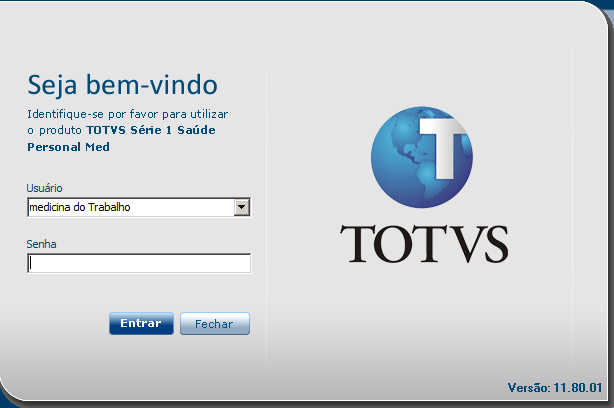 Seja bem-vindo
Identifique-se por favor para utilizar
o produto TOTVS Série 1 Saúde
Personal Med
Usuário
medicina do Trabalho
Senha
Entrar
Fechar
T
TOTVS
Versão: 11.80.01